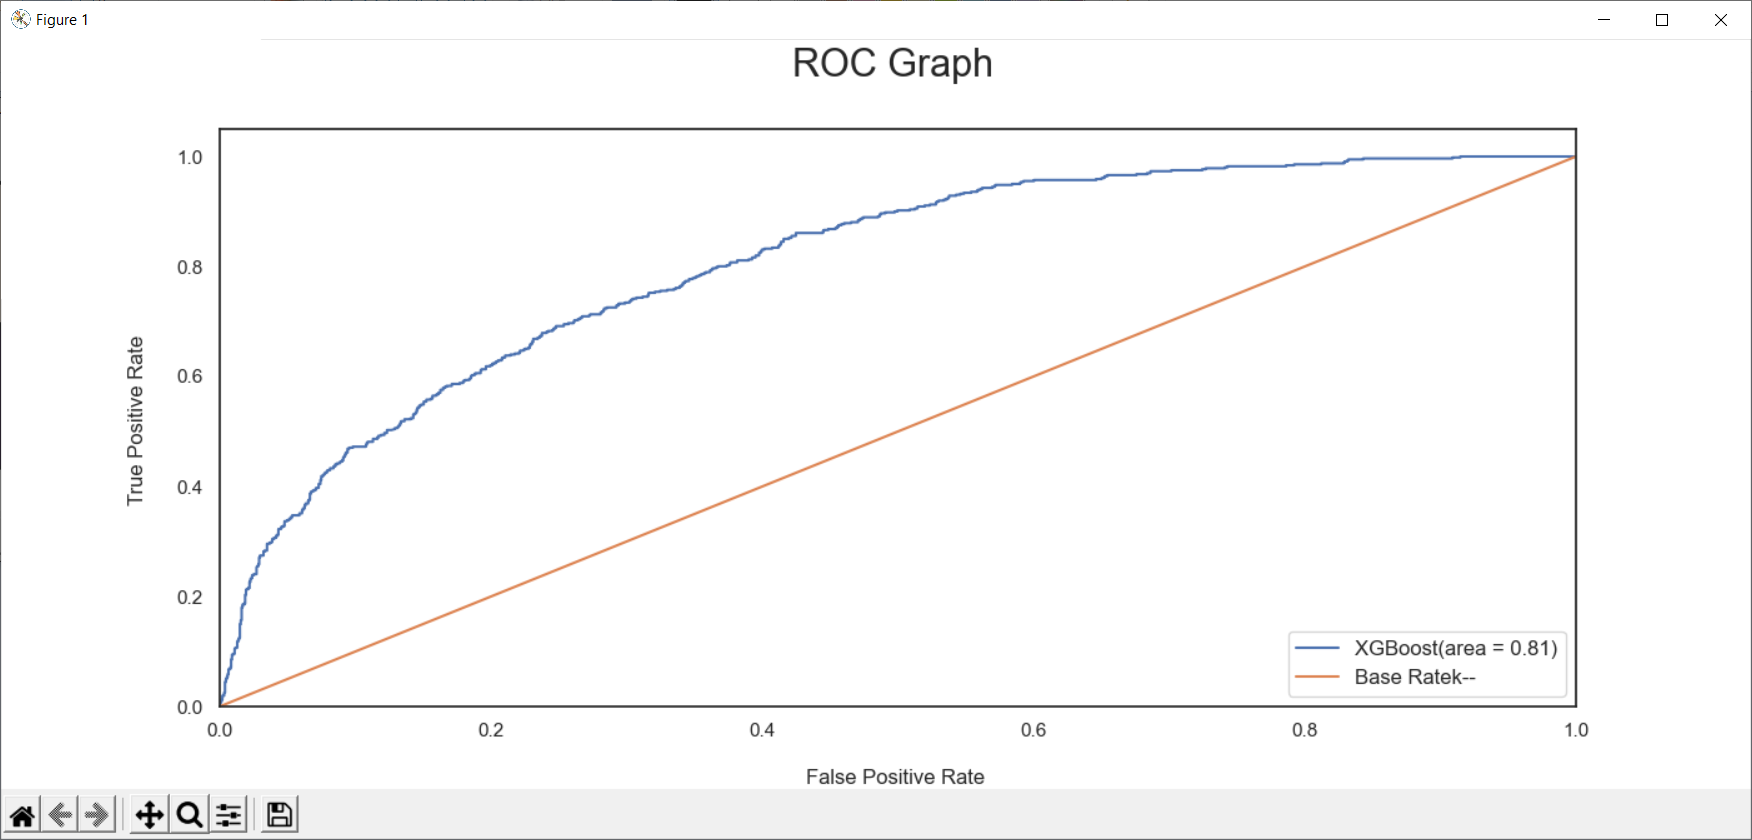 Figure 1
ROC Graph
1.0
0.8
0.6
0.4
0.2
0.0
True Positive Rate
XGBoost(area = 0.81)
Base Ratek--
0.0 0.2 0.4 0.6 0.8 1.0
False Positive Rate